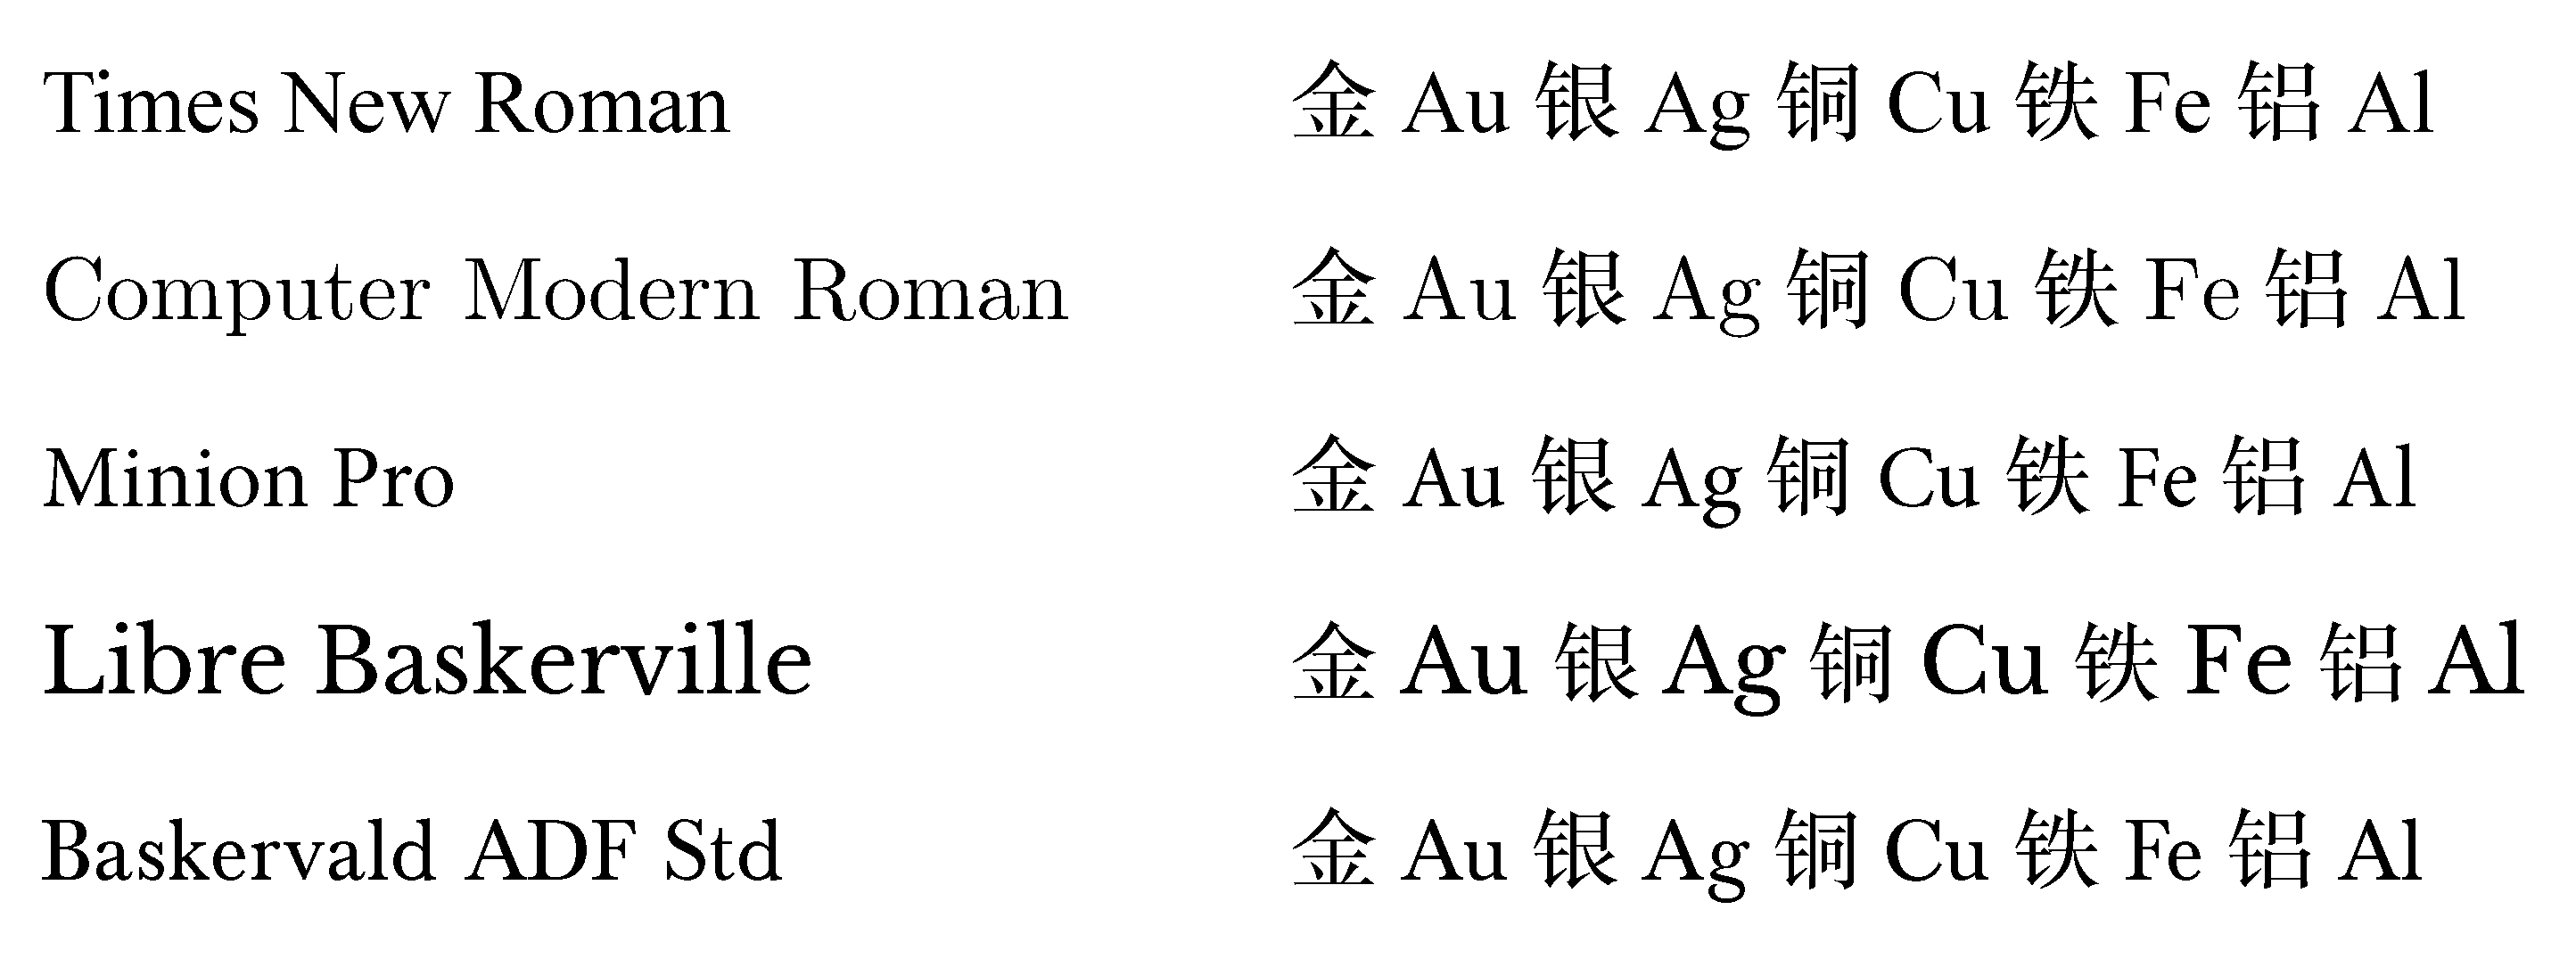 Times New Roman 金 Au 银 Ag 铜 Cu 铁 Fe 铝 Al
Computer Modern Roman 金 Au 银 Ag 铜 Cu 铁 Fe 铝 Al
Minion Pro 金 Au 银 Ag 铜 Cu 铁 Fe 铝 Al
Libre Baskerville 金 Au 银 Ag 铜 Cu 铁 Fe 铝 Al
Baskervald ADF Std 金 Au 银 Ag 铜 Cu 铁 Fe 铝 Al